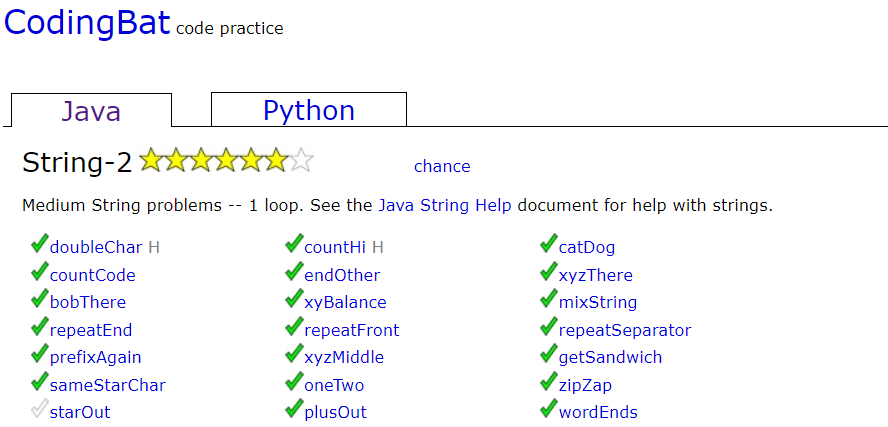 CodingBat code practice
Java Python
String-2 chance
Medium String problems -- 1 loop. See the Java String Help document for help with strings.
doubleChar H countHi H catDog
countCode endOther xyzThere
bobThere xyBalance mixString
repeatEnd repeatFront repeatSeparator
prefixAgain xyzMiddle getSandwich
sameStarChar oneTwo zipZap
starOut plusOut wordEnds